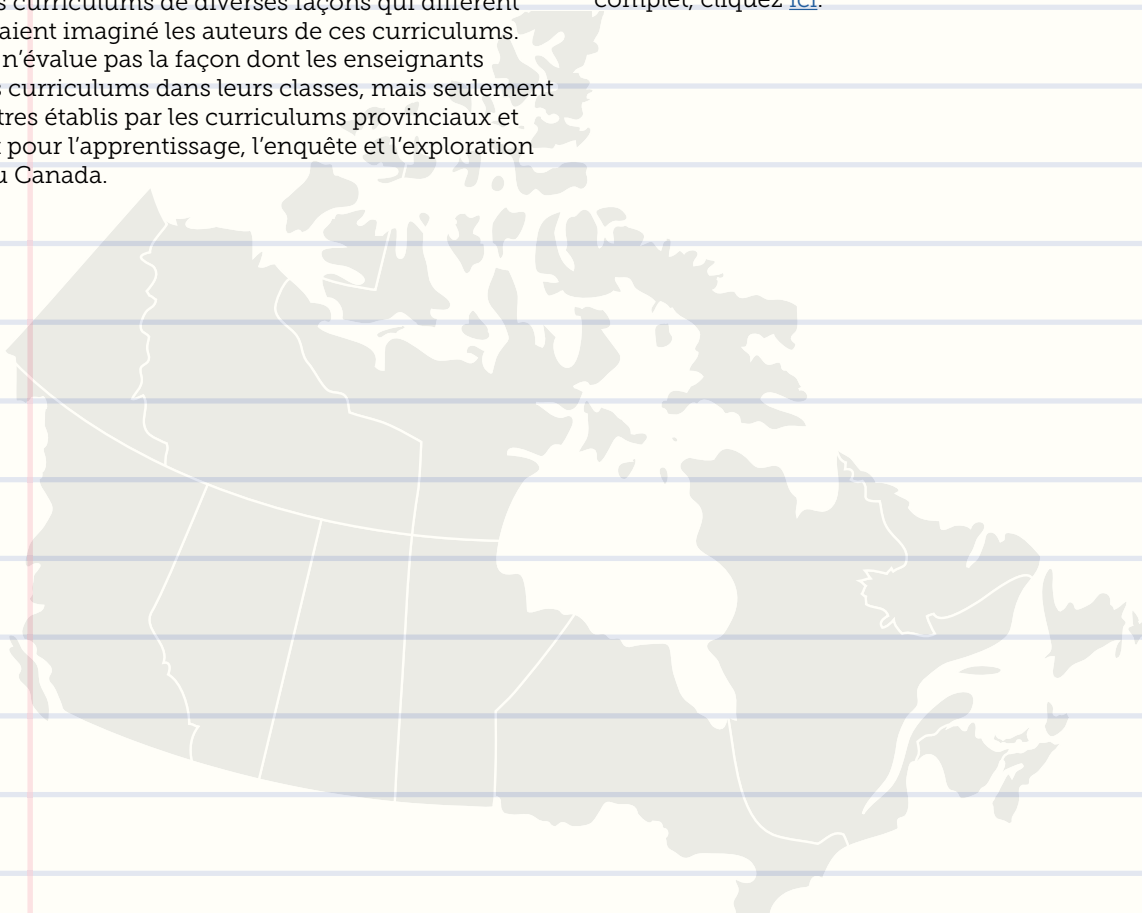 s curriculums de diverses façons qui diffèrent
aient imaginé les auteurs de ces curriculums.
n'évalue pas la façon dont les enseignants
s curriculums dans leurs classes, mais seulement
tres établis par les curriculums provinciaux et
t pour l'apprentissage, l'enquête et l'exploration
u Canada.
complet, cliquez ici.